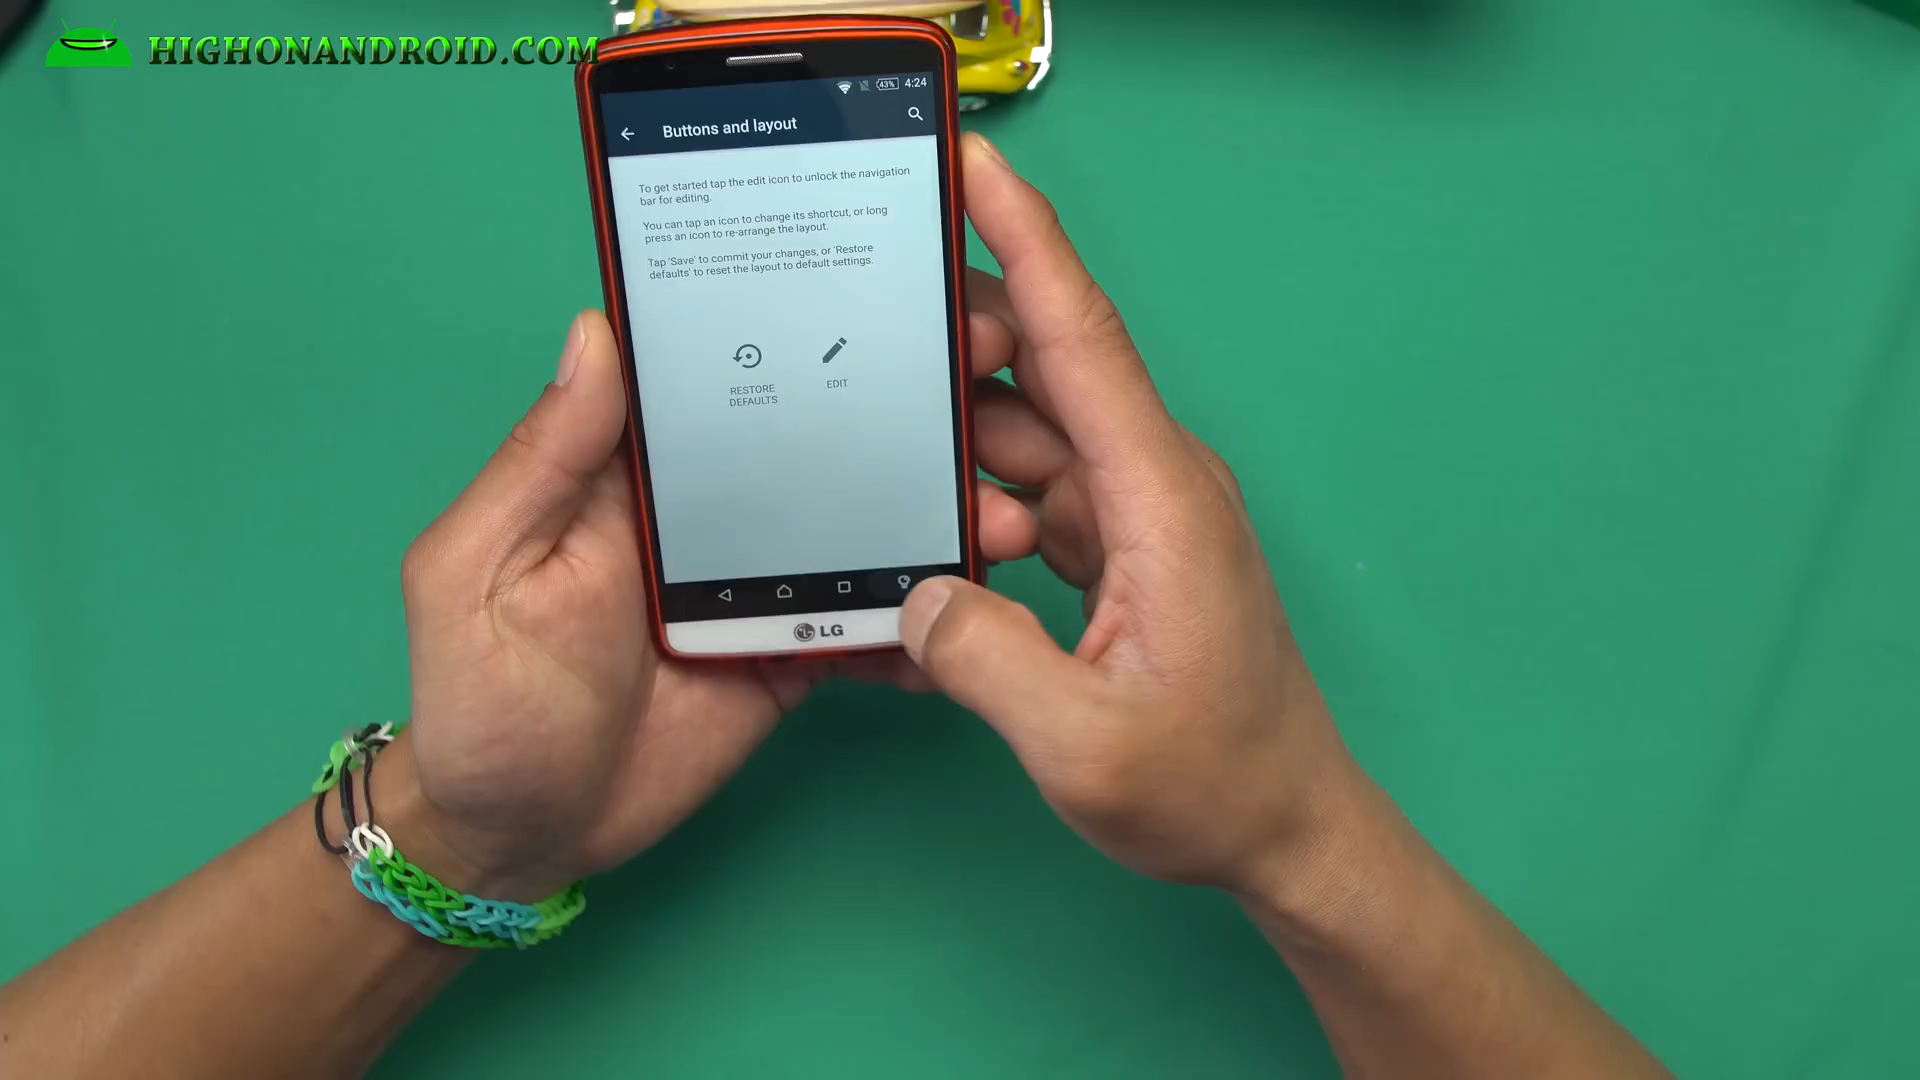 HIGHONANDROID.COM
43% 4:24
Buttons and layout
To get started tap the edit icon to unlock the navigation
bar for editing.
You can tap an icon to change its shortcut, or long
press an icon to re-arrange the layout.
Tap 'Save' to commit your changes, or 'Restore
defaults' to reset the layout to default settings.
RESTORE
DEFAULTS
EDIT
LG